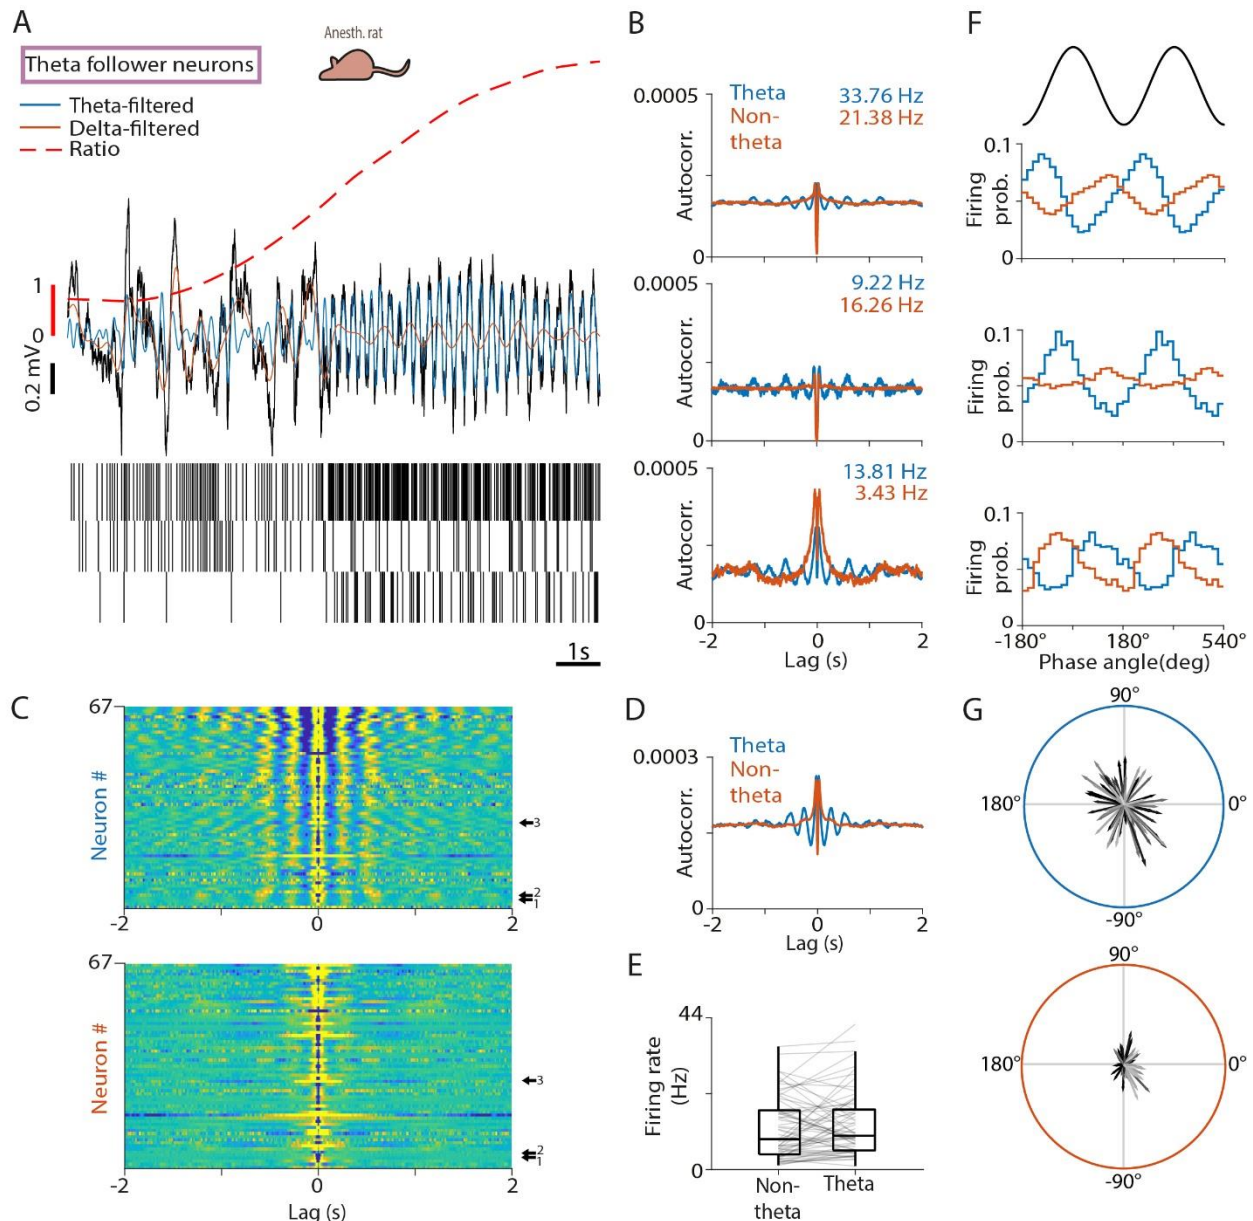 A
Anesth. rat
Theta follower neurons
Theta-filtered
Delta-filtered
Ratio
1
0
0.2 mV
1s
B
0.0005
Theta
33.76 Hz
Non-
21.38 Hz
theta
Autocorr.
0
0.0005
9.22 Hz
16.26 Hz
Autocorr.
0
0.0005
13.81 Hz
3.43 Hz
Autocorr.
0
-2
0
2
Lag (s)
F
0.1
Firing
prob.
0
0.1
Firing
prob.
0
0.1
Firing
prob.
0
-180°
180°
540°
Phase angle(deg)
C
67
Neuron #
3
2
1
-2
0
2
67
Neuron #
3
2
1
-2
0
2
Lag (s)
D
0.0003
Theta
Non-
theta
Autocorr.
0
-2
0
2
Lag (s)
E
44
Firing rate
(Hz)
0
Non-
theta
Theta
G
90°
180°
0°
-90°
90°
180°
0°
-90°